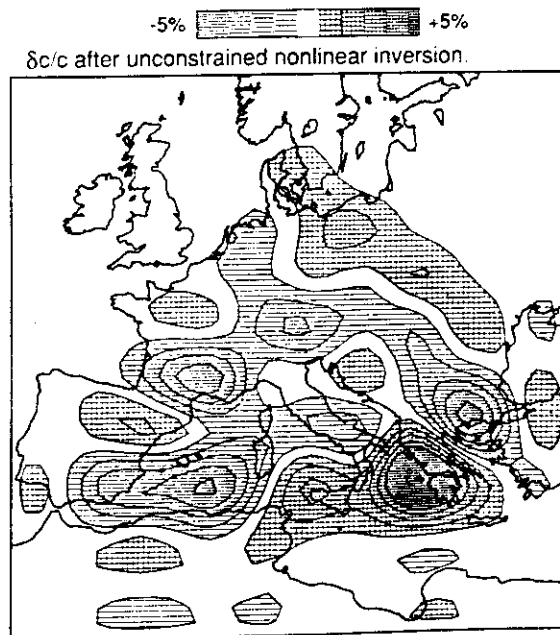 -5% +5%
δc/c after unconstrained nonlinear inversion.